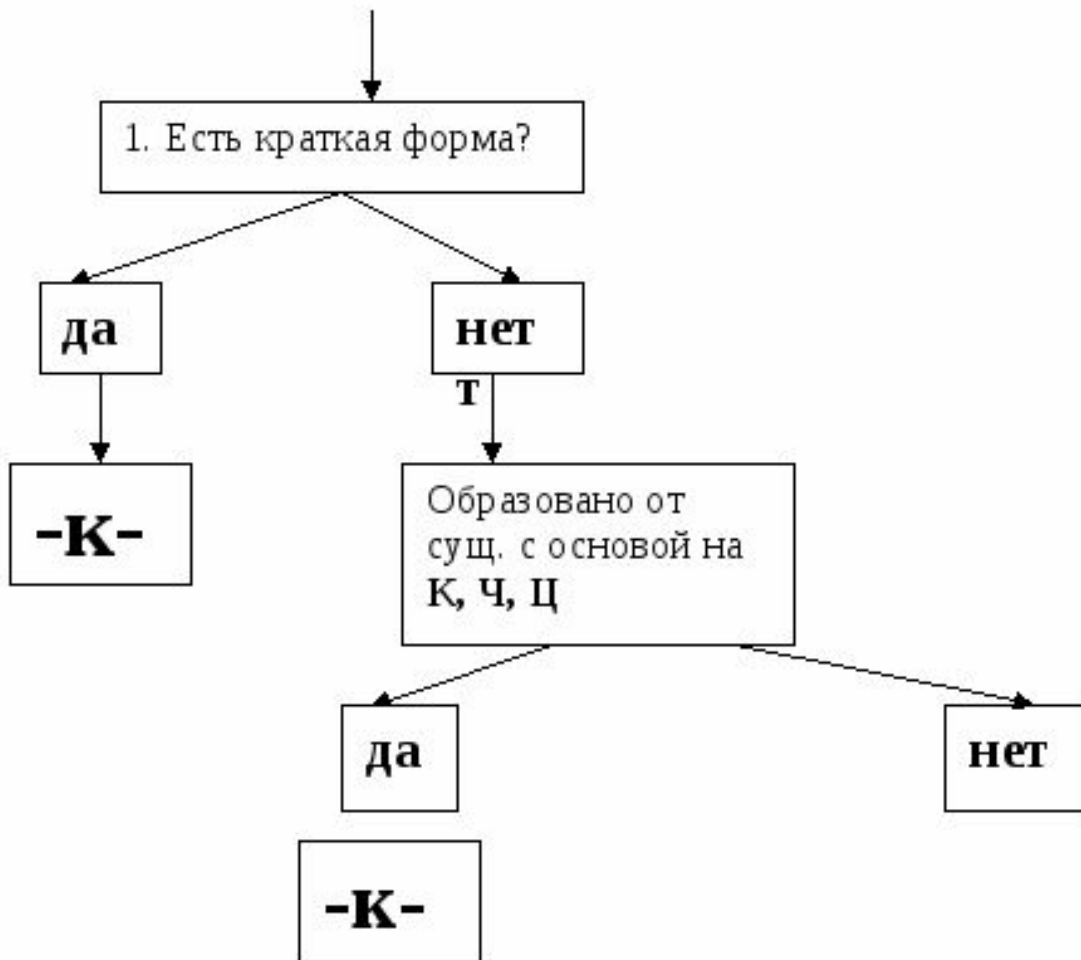 1. Есть краткая форма?
да
нет
т
-к-
Образовано от
сущ. с основой на
К, Ч, Ц
да
нет
-к-